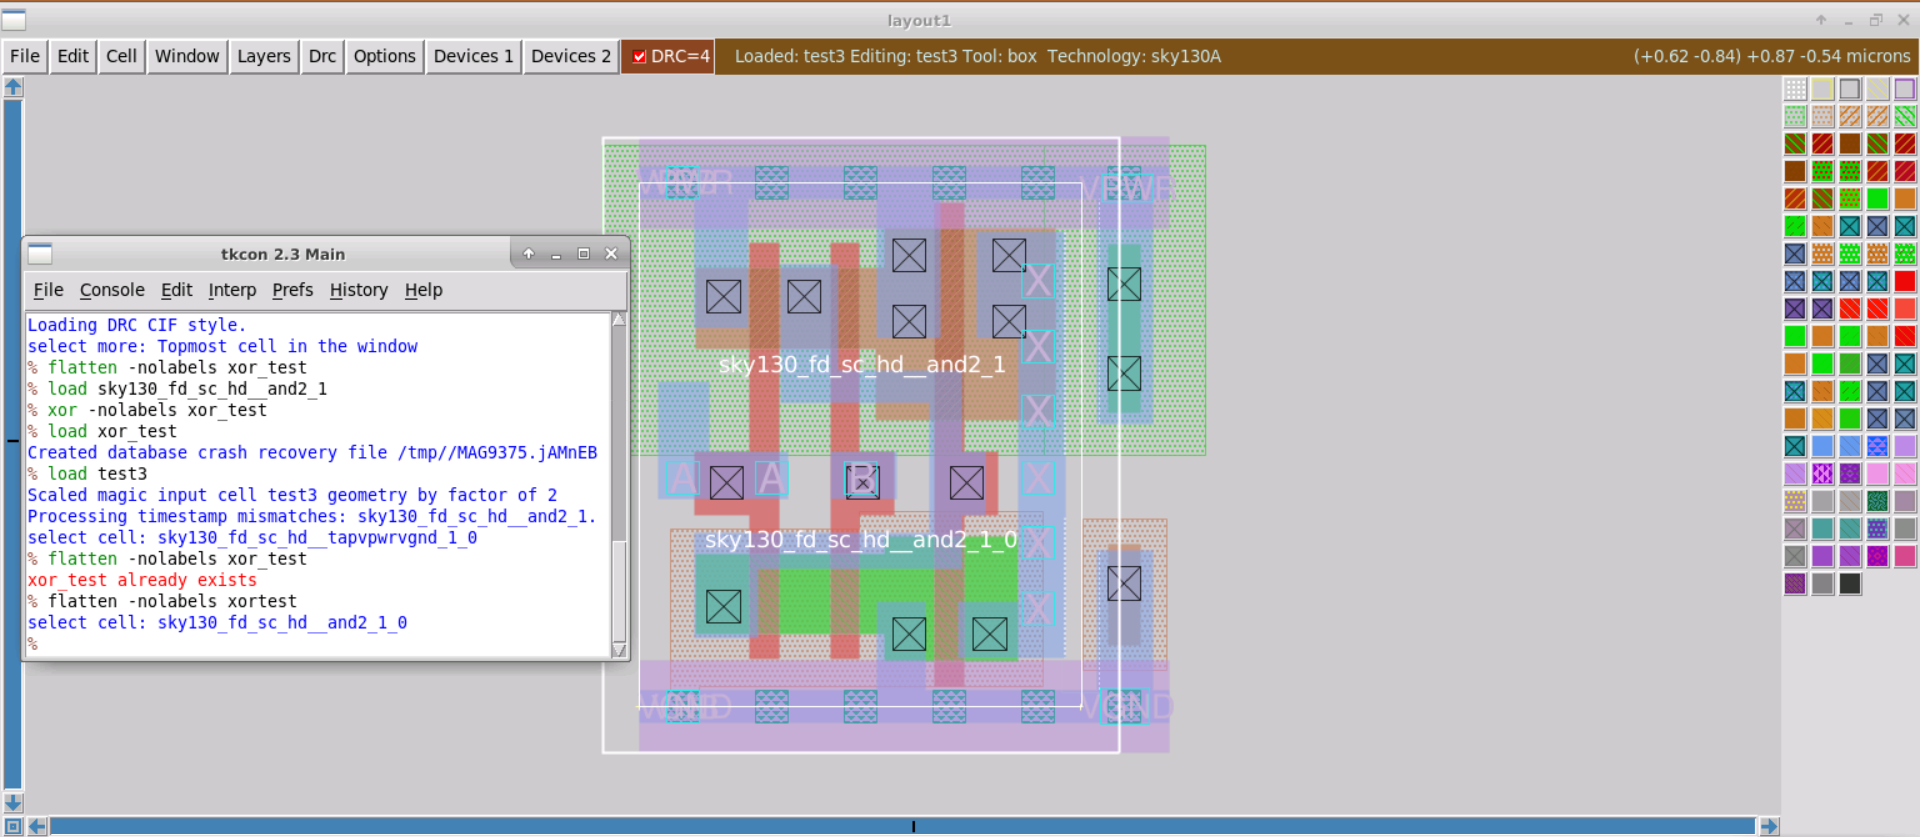 layout1
File Edit Cell Window Layers Drc Options Devices 1 Devices 2 DRC=4 Loaded: test3 Editing: test3 Tool: box Technology: sky130A (+0.62 -0.84) +0.87 -0.54 microns
tkcon 2.3 Main
File Console Edit Interp Prefs History Help
Loading DRC CIF style.
select more: Topmost cell in the window
% flatten -nolabels xor_test
% load sky130_fd_sc_hd__and2_1
% xor -nolabels xor_test
% load xor_test
Created database crash recovery file /tmp//MAG9375.jAMnEB
% load test3
Scaled magic input cell test3 geometry by factor of 2
Processing timestamp mismatches: sky130_fd_sc_hd__and2_1.
select cell: sky130_fd_sc_hd__tapvpwrvgnd_1_0
% flatten -nolabels xor_test
xor_test already exists
% flatten -nolabels xortest
select cell: sky130_fd_sc_hd__and2_1_0
%
X
X
sky130_fd_sc_hd__and2_1
X
A A B X
sky130_fd_sc_hd__and2_1_0 X
X